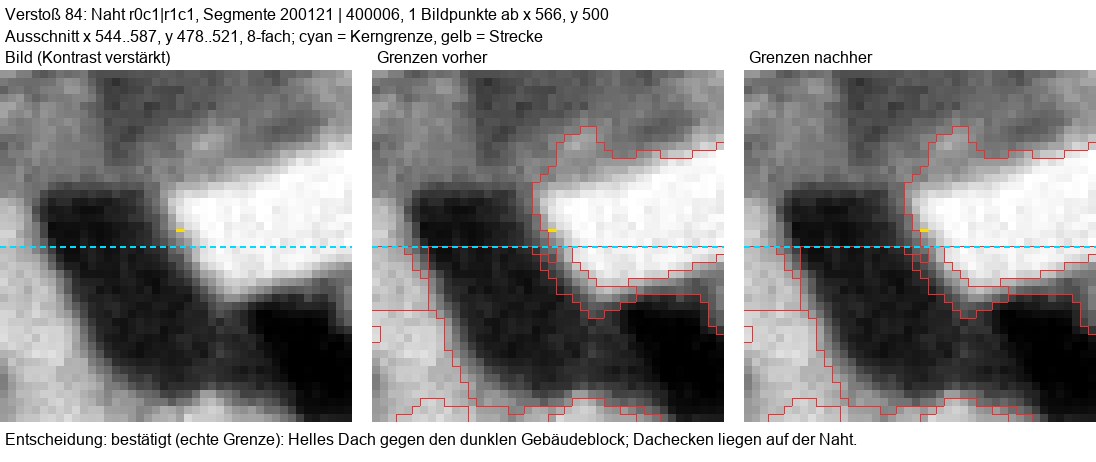 Verstoß 84: Naht r0c1|r1c1, Segmente 200121 | 400006, 1 Bildpunkte ab x 566, y 500
Ausschnitt x 544..587, y 478..521, 8-fach; cyan = Kerngrenze, gelb = Strecke
Bild (Kontrast verstärkt) Grenzen vorher Grenzen nachher
Entscheidung: bestätigt (echte Grenze): Helles Dach gegen den dunklen Gebäudeblock; Dachecken liegen auf der Naht.